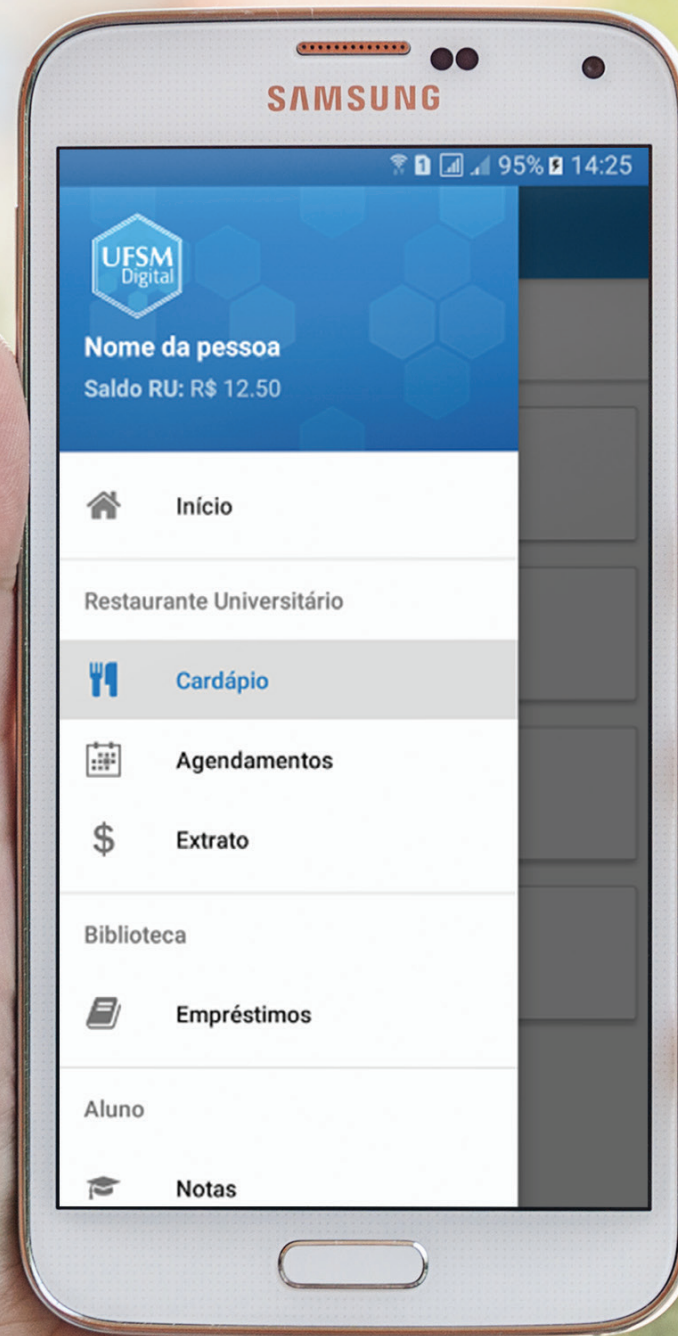 SAMSUNG
1 95% 14:25
UFSM
Digital
Nome da pessoa
Saldo RU: R$ 12.50
Início
Restaurante Universitário
Cardápio
Agendamentos
$ Extrato
Biblioteca
Empréstimos
Aluno
Notas